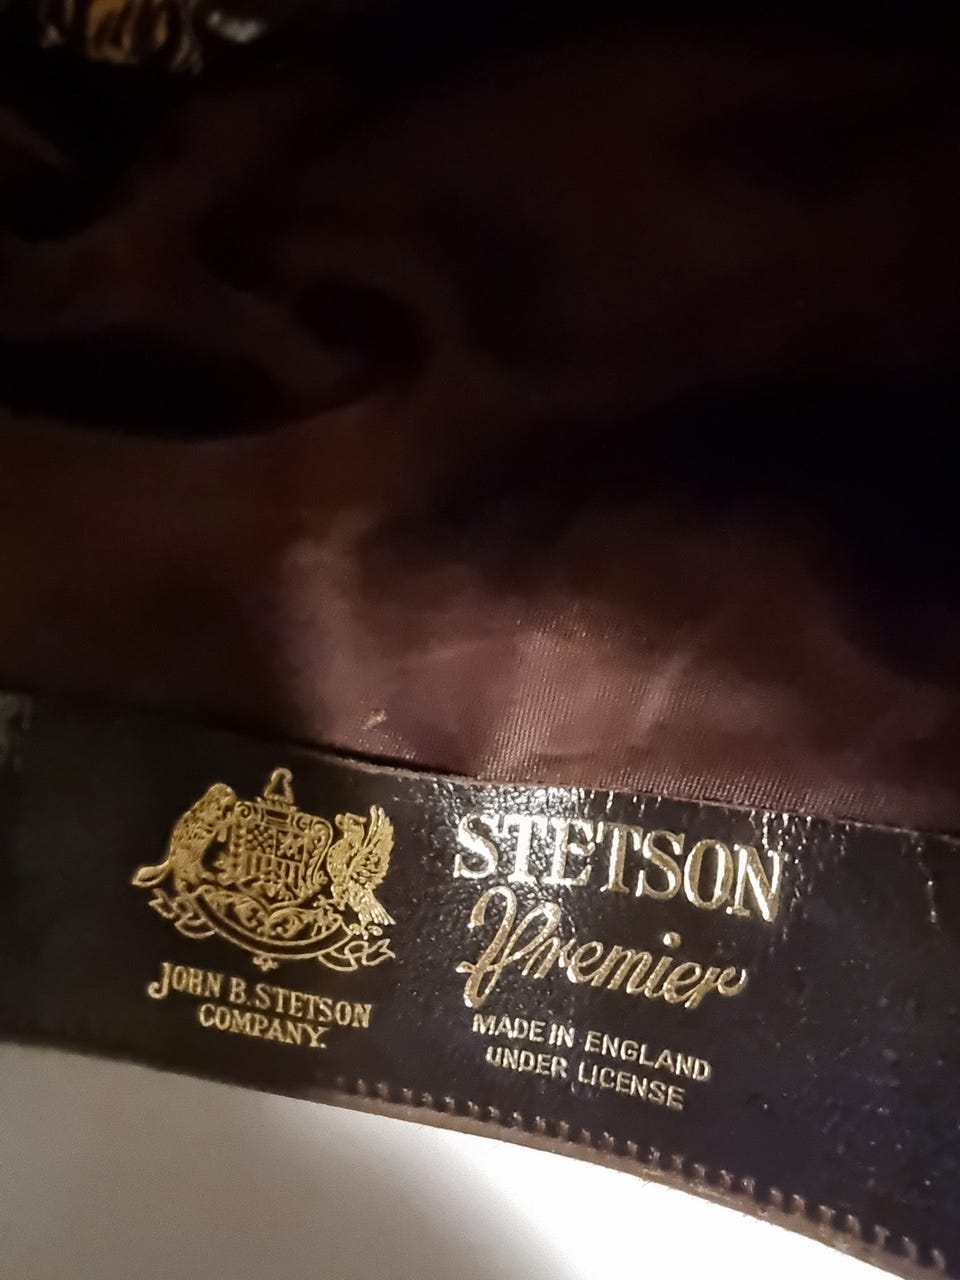 JOHN B. STETSON
COMPANY.
STETSON
Premier
MADE IN ENGLAND
UNDER LICENSE